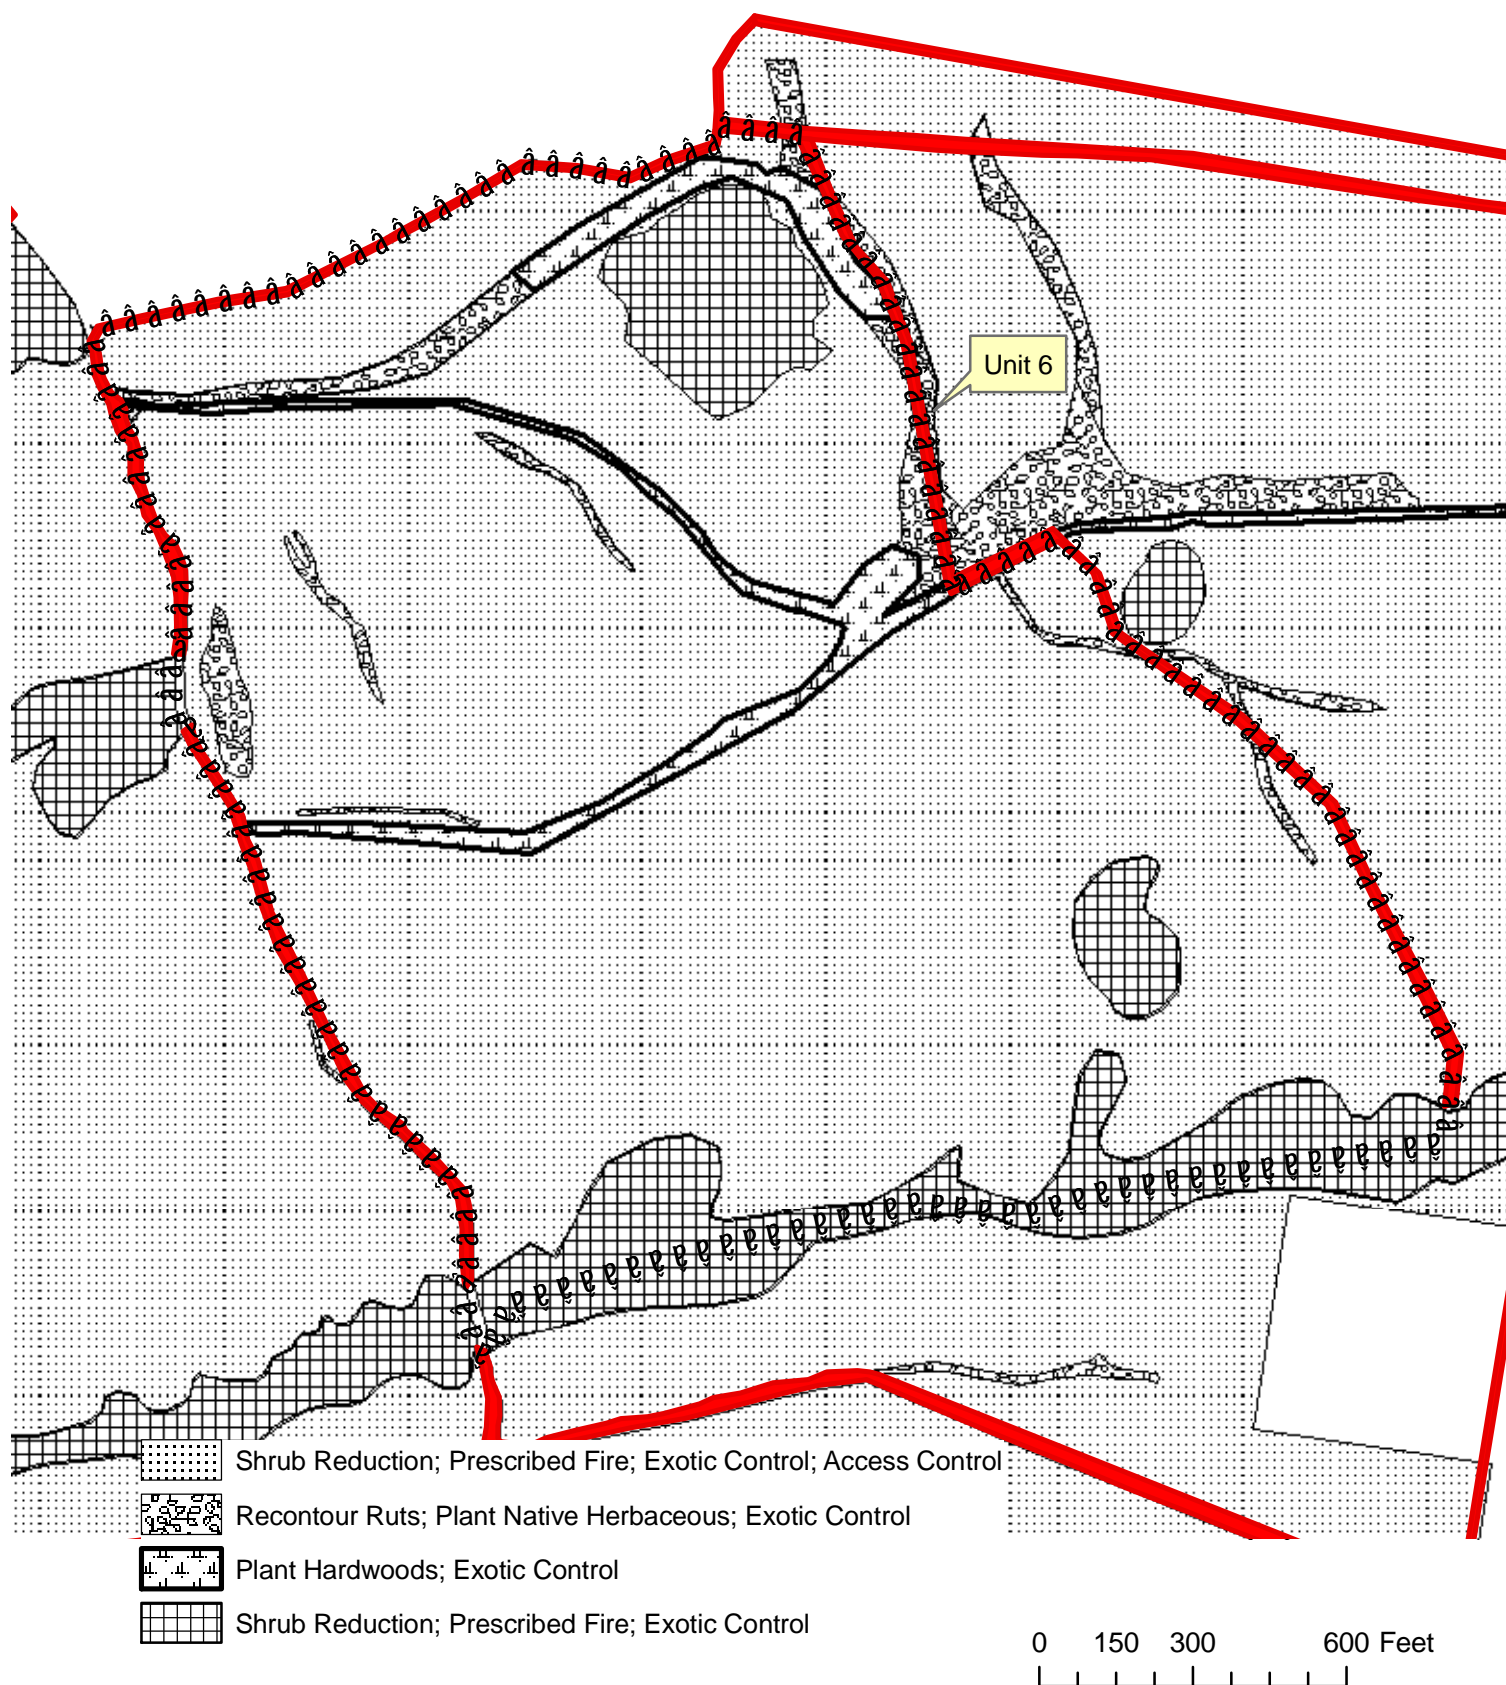 Unit 6
Shrub Reduction; Prescribed Fire; Exotic Control; Access Control
Recontour Ruts; Plant Native Herbaceous; Exotic Control
Plant Hardwoods; Exotic Control
Shrub Reduction; Prescribed Fire; Exotic Control
0 150 300 600 Feet